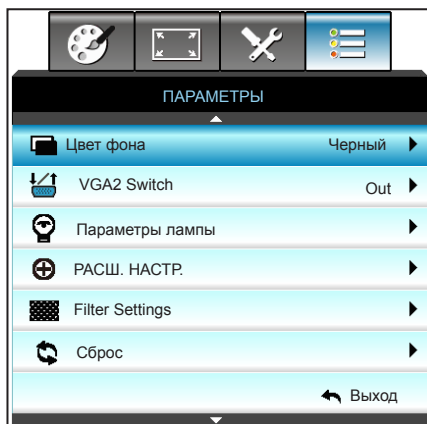 ПАРАМЕТРЫ
Цвет фона Черный
VGA2 Switch Out
Параметры лампы
РАСШ. НАСТР.
Filter Settings
Сброс
Выход